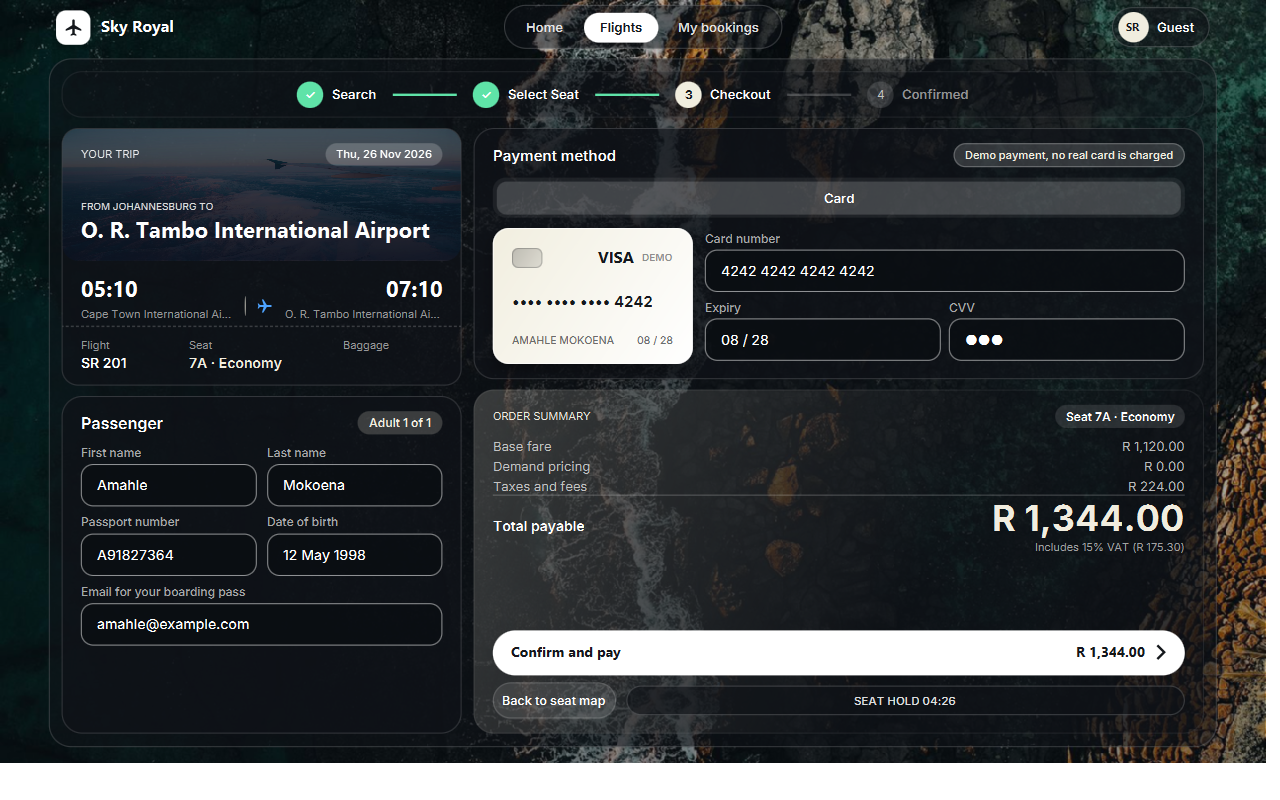 Sky Royal
Home
Flights
My bookings
SR
Guest
Search
Select Seat
3
Checkout
4
Confirmed
YOUR TRIP
Thu, 26 Nov 2026
FROM JOHANNESBURG TO
O. R. Tambo International Airport
05:10
07:10
Cape Town International Ai...
O. R. Tambo International Ai...
Flight
Seat
Baggage
SR 201
7A · Economy
Passenger
Adult 1 of 1
First name
Last name
Amahle
Mokoena
Passport number
Date of birth
A91827364
12 May 1998
Email for your boarding pass
amahle@example.com
Payment method
Demo payment, no real card is charged
Card
VISA DEMO
•••• •••• •••• 4242
AMAHLE MOKOENA
08 / 28
Card number
4242 4242 4242 4242
Expiry
CVV
08 / 28
●●●
ORDER SUMMARY
Seat 7A · Economy
Base fare
R 1,120.00
Demand pricing
R 0.00
Taxes and fees
R 224.00
Total payable
R 1,344.00
Includes 15% VAT (R 175.30)
Confirm and pay
R 1,344.00
Back to seat map
SEAT HOLD 04:26